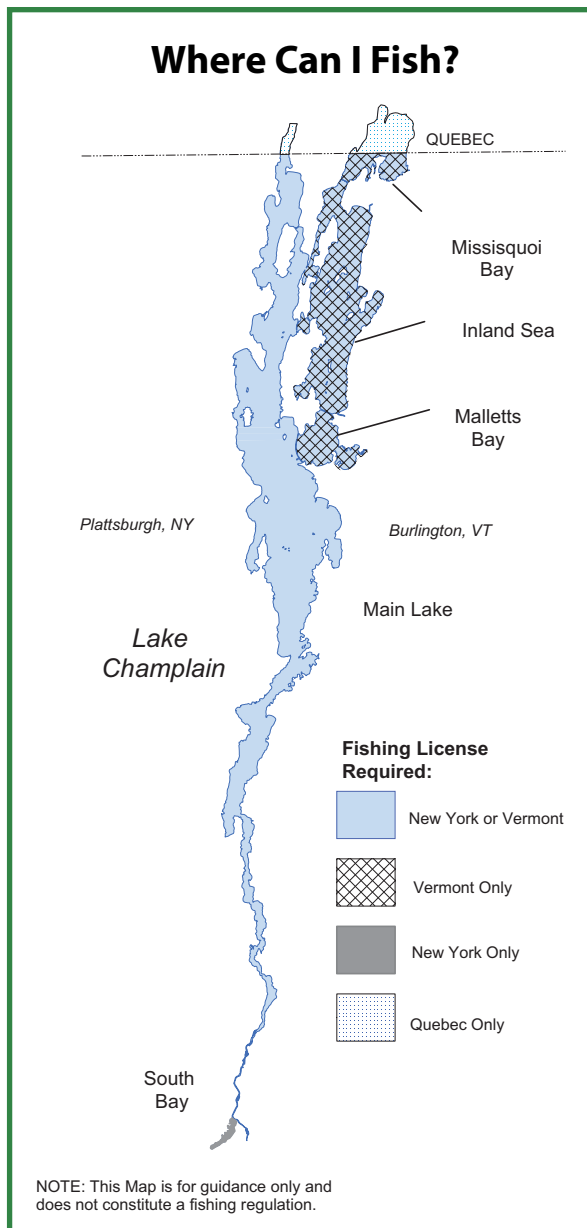 Where Can I Fish?
QUEBEC
Missisquoi
Bay
Inland Sea
Malletts
Bay
Plattsburgh, NY
Burlington, VT
Main Lake
Lake
Champlain
Fishing License
Required:
New York or Vermont
Vermont Only
New York Only
Quebec Only
South
Bay
NOTE: This Map is for guidance only and
does not constitute a fishing regulation.